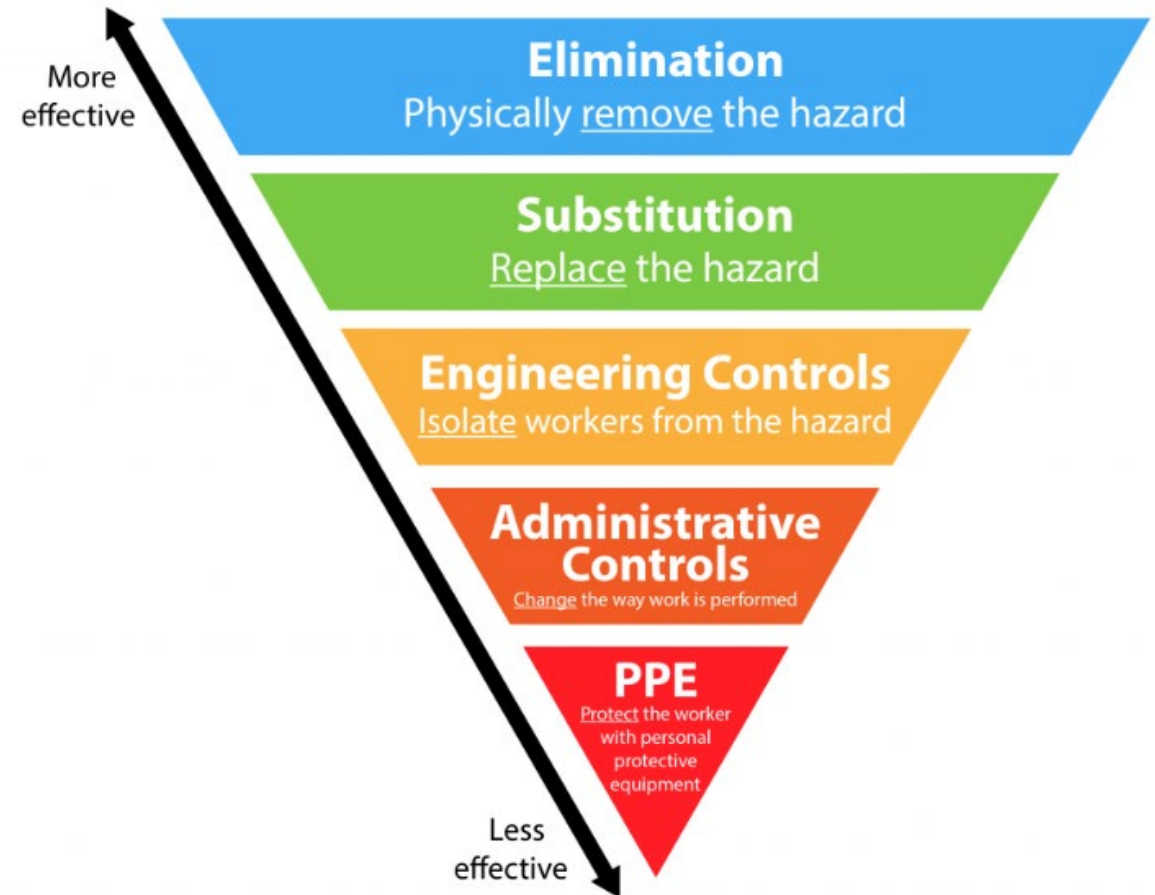 More
effective
Elimination
Physically remove the hazard
Substitution
Replace the hazard
Engineering Controls
Isolate workers from the hazard
Administrative
Controls
Change the way work is performed
PPE
Protect the worker
with personal
protective
equipment
Less
effective